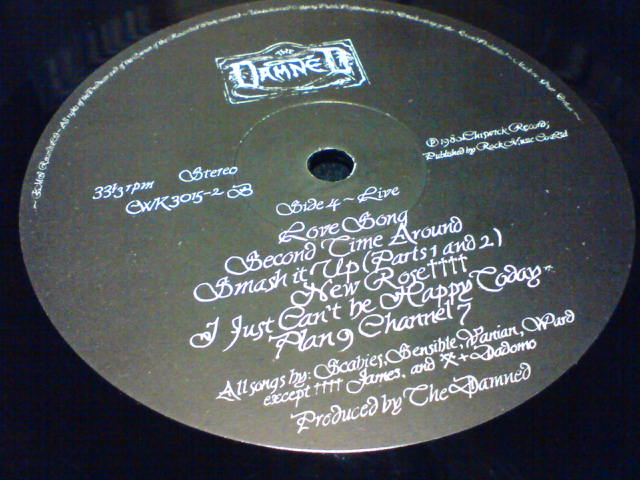 THE
DAMNED
℗ 1980 Chiswick Records
Published by Rock Music Co Ltd
33⅓ rpm Stereo
CWK 3015-2 B
Side 4 ~ Live
Love Song
Second Time Around
Smash it Up (Parts 1 and 2)
New Rose††††
I Just Can't be Happy Today
Plan 9 Channel 7
All songs by: Scabies, Sensible, Vanian, Ward
except †††† James, and + Dadomo
Produced by The Damned